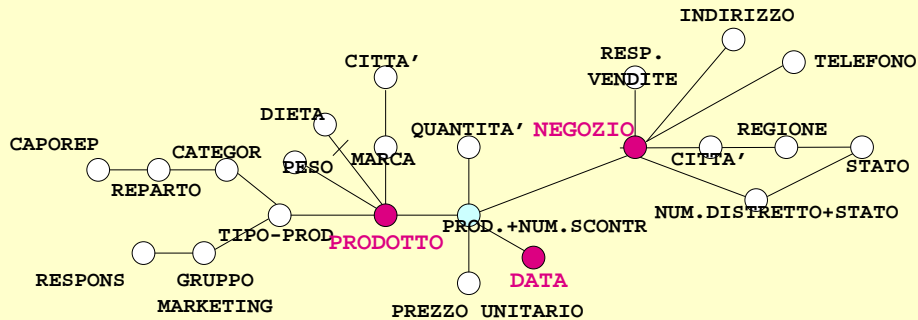 INDIRIZZO
RESP.
VENDITE
CITTA'
TELEFONO
DIETA
QUANTITA'
NEGOZIO
REGIONE
CAPOREP
CATEGOR
PESO
MARCA
CITTA'
STATO
REPARTO
NUM.DISTRETTO+STATO
PROD.+NUM.SCONTR
TIPO-PROD
PRODOTTO
RESPONS
GRUPPO
MARKETING
DATA
PREZZO UNITARIO